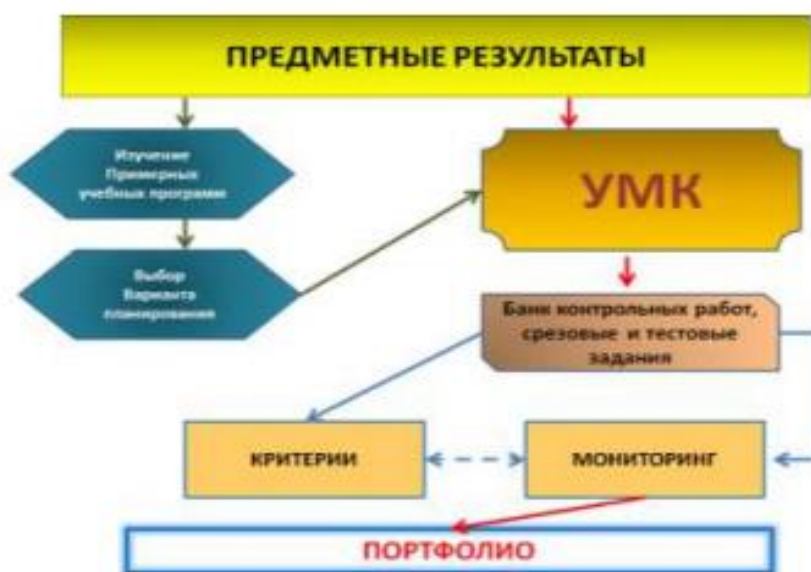 ПРЕДМЕТНЫЕ РЕЗУЛЬТАТЫ
Изучение
Примерных
учебных программ
УМК
Выбор
Варианта
планирования
Банк контрольных работ,
срезовые и тестовые
задания
КРИТЕРИИ
МОНИТОРИНГ
ПОРТФОЛИО